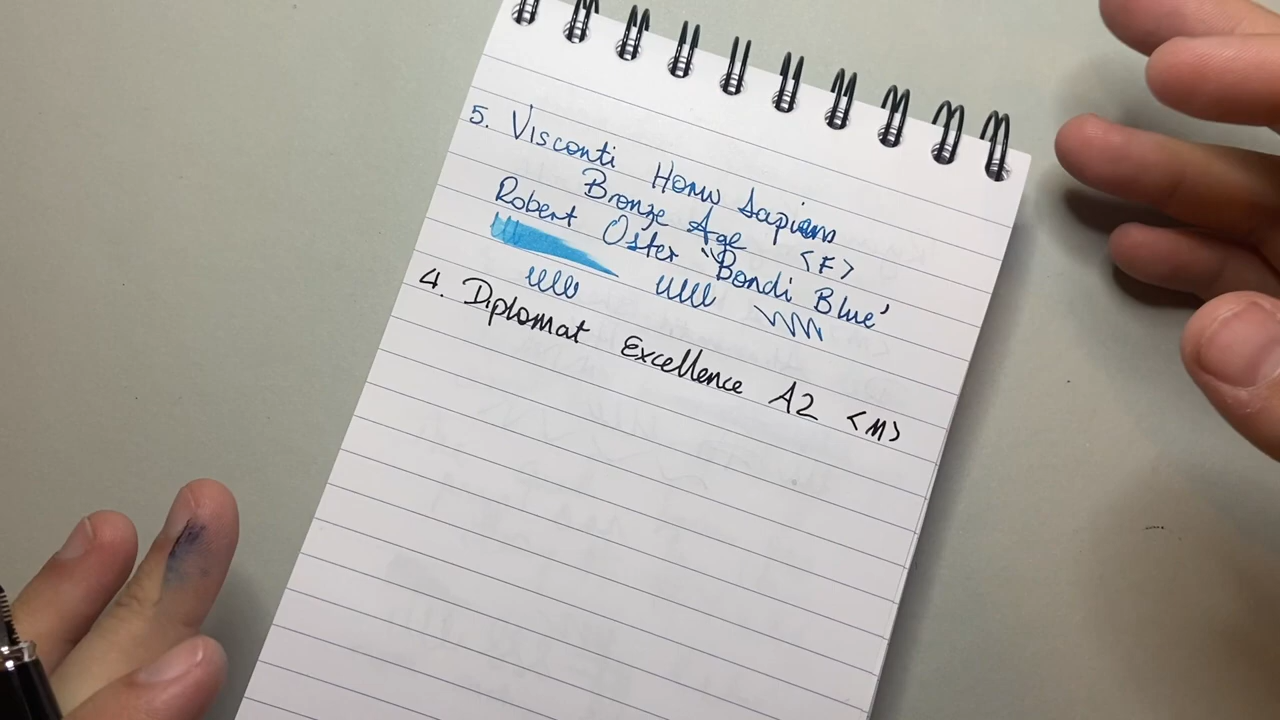 5. Visconti Homo Sapiens
Bronze Age <F>
Robert Oster 'Bondi Blue'
4. Diplomat Excellence A2 <M>